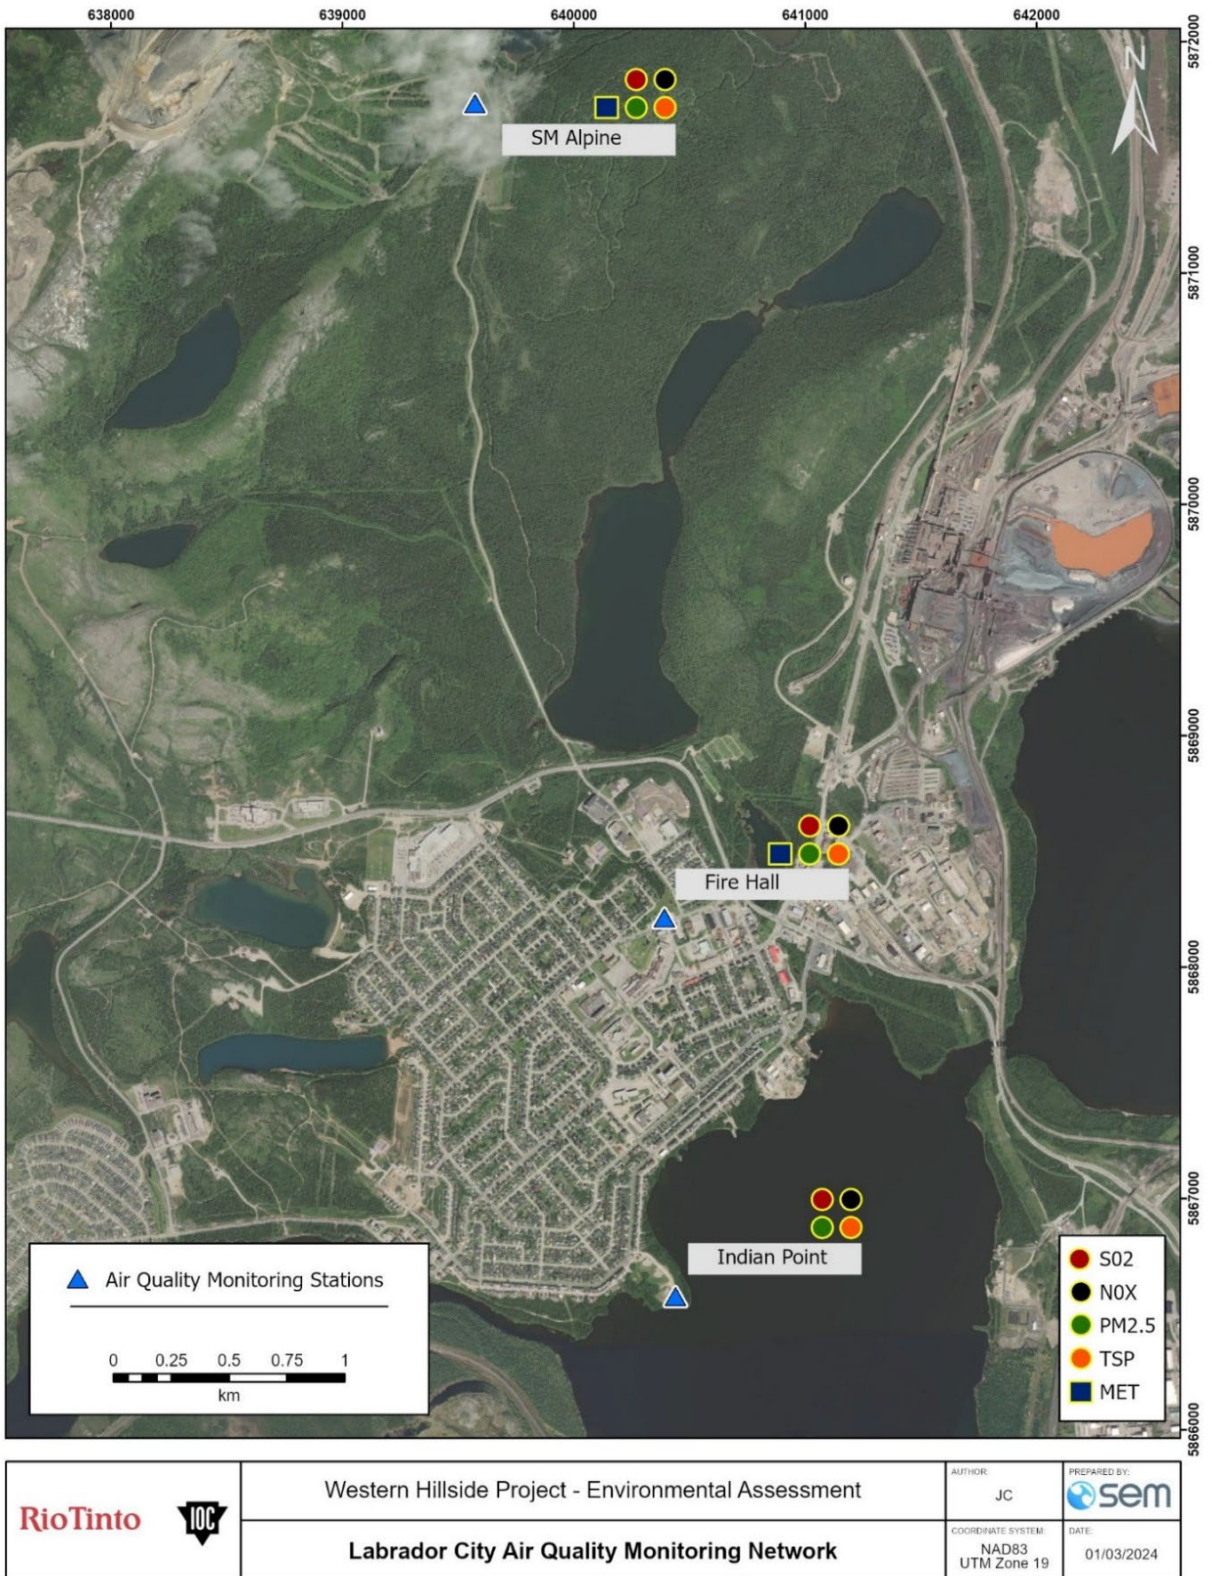 638000 639000 640000 641000 642000
5872000
N
SM Alpine
5871000
5870000
5869000
Fire Hall
5868000
5867000
Indian Point
Air Quality Monitoring Stations
0 0.25 0.5 0.75 1
km
S02
N0X
PM2.5
TSP
MET
5866000
RioTinto
IOC
Western Hillside Project - Environmental Assessment
Labrador City Air Quality Monitoring Network
AUTHOR:
JC
PREPARED BY:
sem
COORDINATE SYSTEM:
NAD83
UTM Zone 19
DATE:
01/03/2024